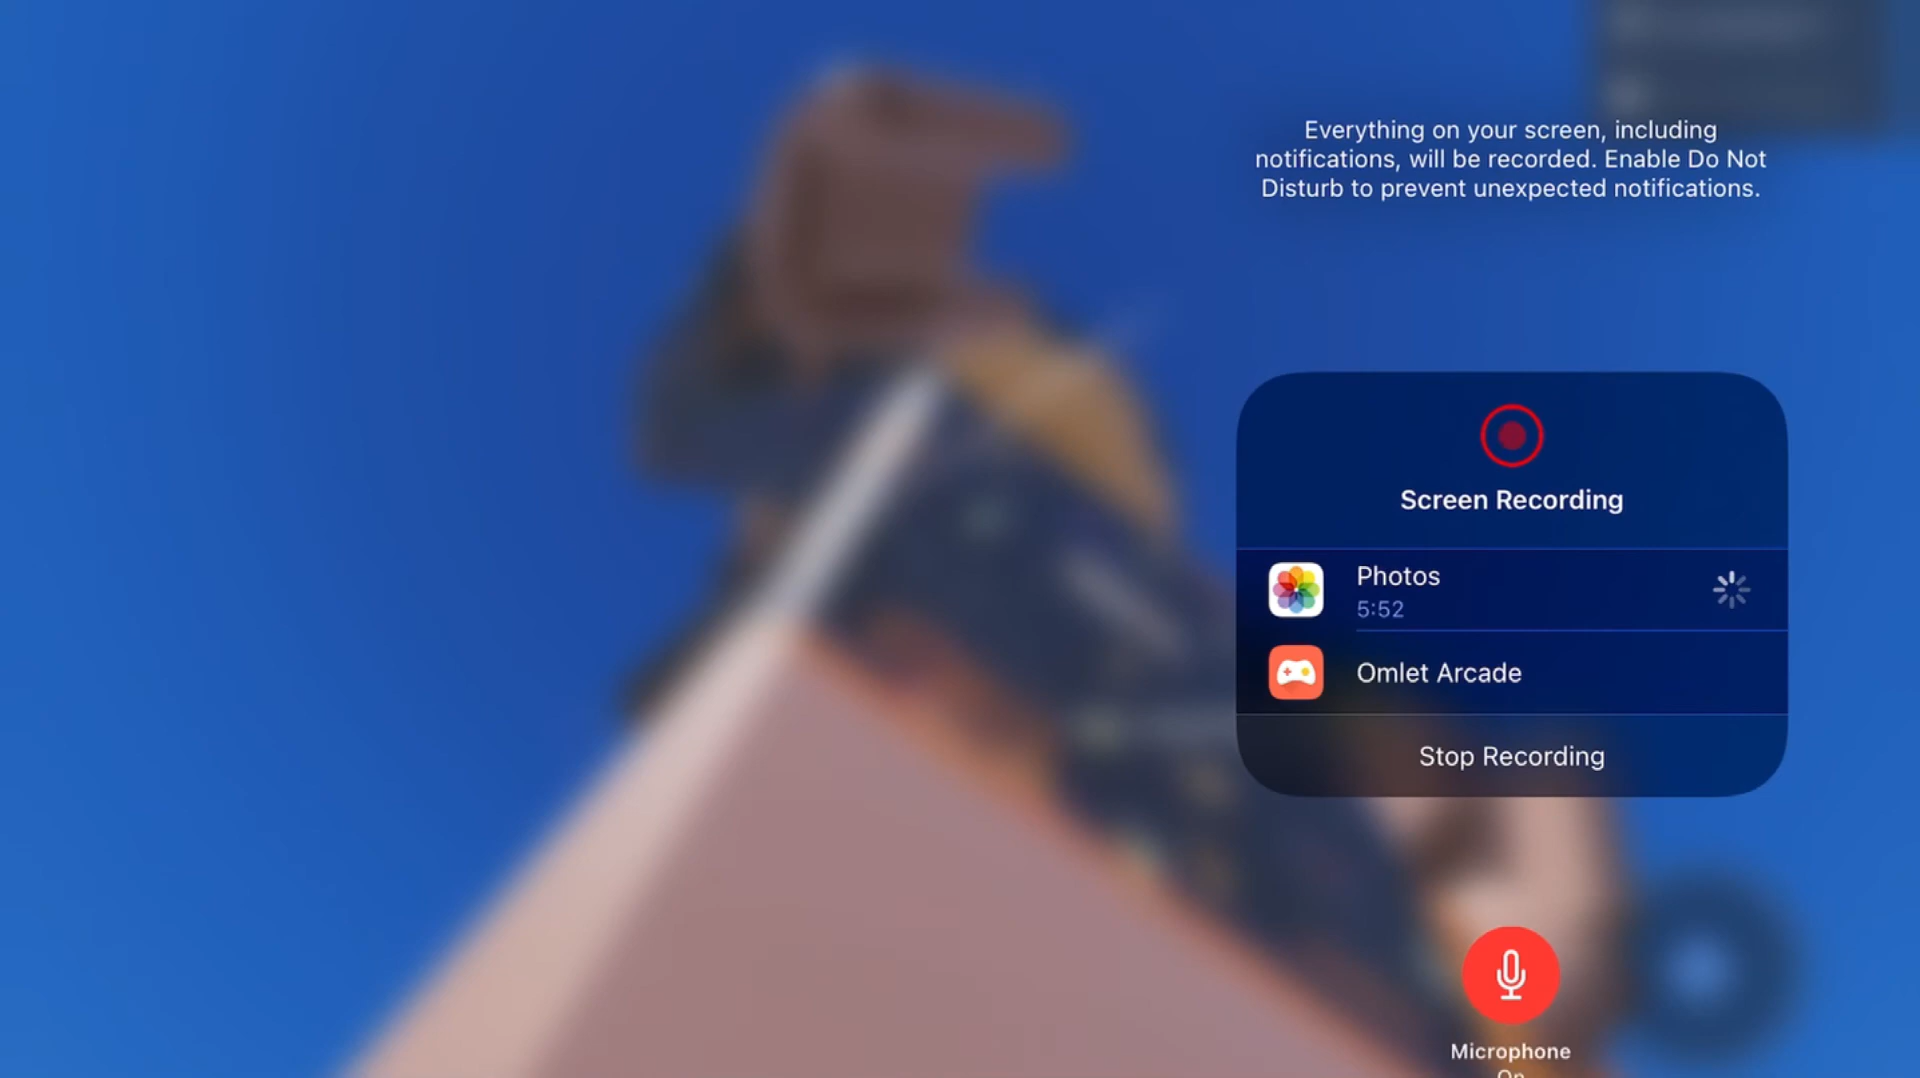 Everything on your screen, including
notifications, will be recorded. Enable Do Not
Disturb to prevent unexpected notifications.
Screen Recording
Photos
5:52
Omlet Arcade
Stop Recording
Microphone
On